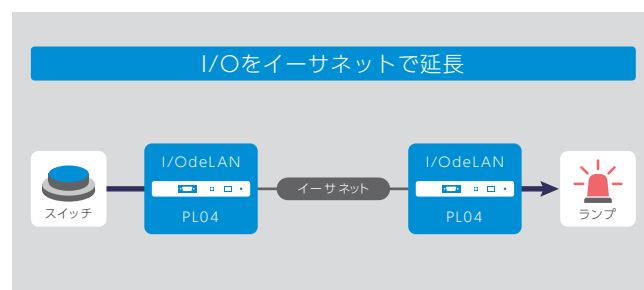 I/Oをイーサネットで延長
スイッチ
I/OdeLAN
PL04
イーサネット
I/OdeLAN
PL04
ランプ